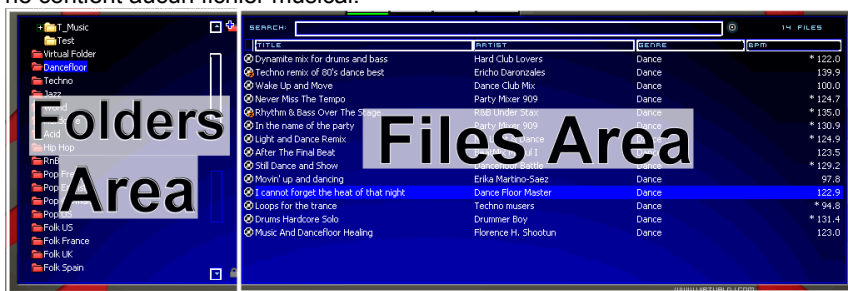 ne contient aucun fichier musical.
SEARCH: 14 FILES
T_Music
Test
Virtual Folder
Dancefloor
Techno
Jazz
World
Acid
Hip Hop
RnB
Pop
Pop
Pop
Pop US
Folk US
Folk France
Folk UK
Folk Spain
Folders
Area
TITLE ARTIST GENRE BPM
Dynamite mix for drums and bass Hard Club Lovers Dance * 122.0
Techno remix of 80's dance best Ericho Daronzales Dance 139.9
Wake Up and Move Dance Club Mix Dance 100.0
Never Miss The Tempo Party Mixer 909 Dance * 124.7
Rhythm & Bass Over The Stage R&B Under Stax Dance * 135.0
In the name of the party Party Mixer 909 Dance * 130.9
Light and Dance Remix Dance * 124.9
After The Final Beat Dance 123.5
Still Dance and Show Dancefloor Battle Dance * 129.2
Movin' up and dancing Erika Martino-Saez Dance 97.8
I cannot forget the heat of that night Dance Floor Master Dance 122.9
Loops for the trance Techno musers Dance * 94.8
Drums Hardcore Solo Drummer Boy Dance * 131.4
Music And Dancefloor Healing Florence H. Shootun Dance 123.0
Files Area